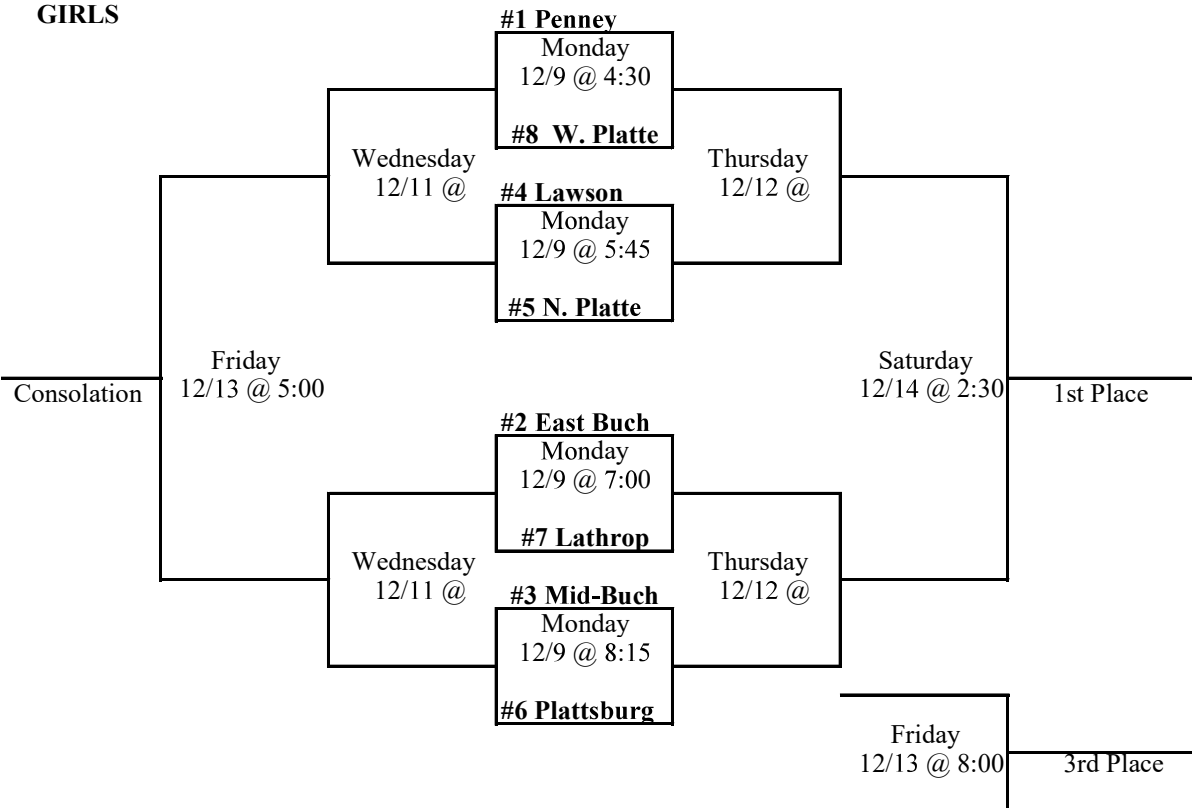 GIRLS
#1 Penney
Monday
12/9 @ 4:30
#8 W. Platte
Wednesday
12/11 @
Thursday
12/12 @
#4 Lawson
Monday
12/9 @ 5:45
#5 N. Platte
Friday
12/13 @ 5:00
Consolation
Saturday
12/14 @ 2:30
1st Place
#2 East Buch
Monday
12/9 @ 7:00
#7 Lathrop
Wednesday
12/11 @
Thursday
12/12 @
#3 Mid-Buch
Monday
12/9 @ 8:15
#6 Plattsburg
Friday
12/13 @ 8:00
3rd Place